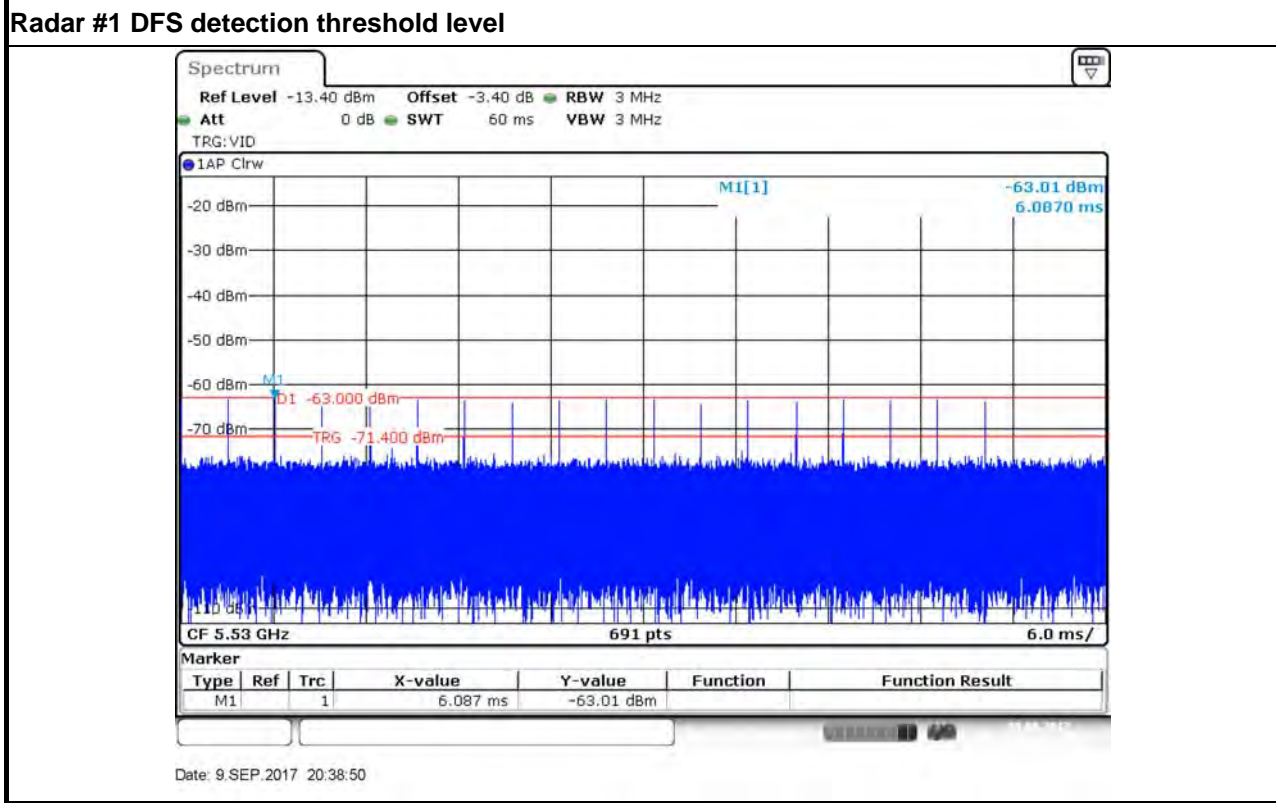 Radar #1 DFS detection threshold level
Spectrum
Ref Level -13.40 dBm Offset -3.40 dB RBW 3 MHz
Att 0 dB SWT 60 ms VBW 3 MHz
TRG:VID
1AP Clrw
M1[1] -63.01 dBm
6.0870 ms
-20 dBm
-30 dBm
-40 dBm
-50 dBm
-60 dBm
M1
D1 -63.000 dBm
-70 dBm
TRG -71.400 dBm
-110 dBm
CF 5.53 GHz 691 pts 6.0 ms/
Marker
Type Ref Trc X-value Y-value Function Function Result
M1 1 6.087 ms -63.01 dBm
Date: 9.SEP.2017 20:38:50